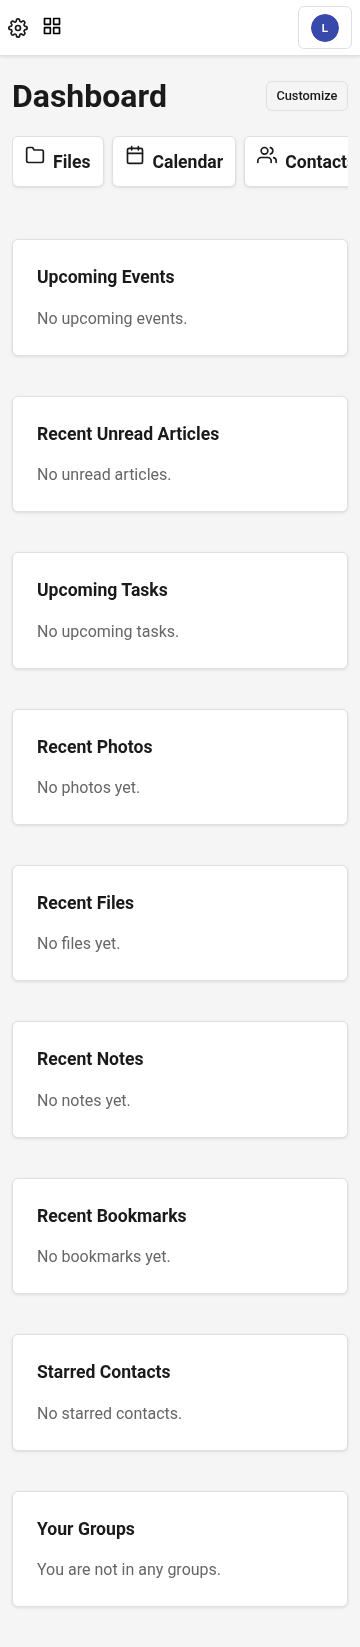 L
Dashboard
Customize
Files
Calendar
Contact
Upcoming Events
No upcoming events.
Recent Unread Articles
No unread articles.
Upcoming Tasks
No upcoming tasks.
Recent Photos
No photos yet.
Recent Files
No files yet.
Recent Notes
No notes yet.
Recent Bookmarks
No bookmarks yet.
Starred Contacts
No starred contacts.
Your Groups
You are not in any groups.